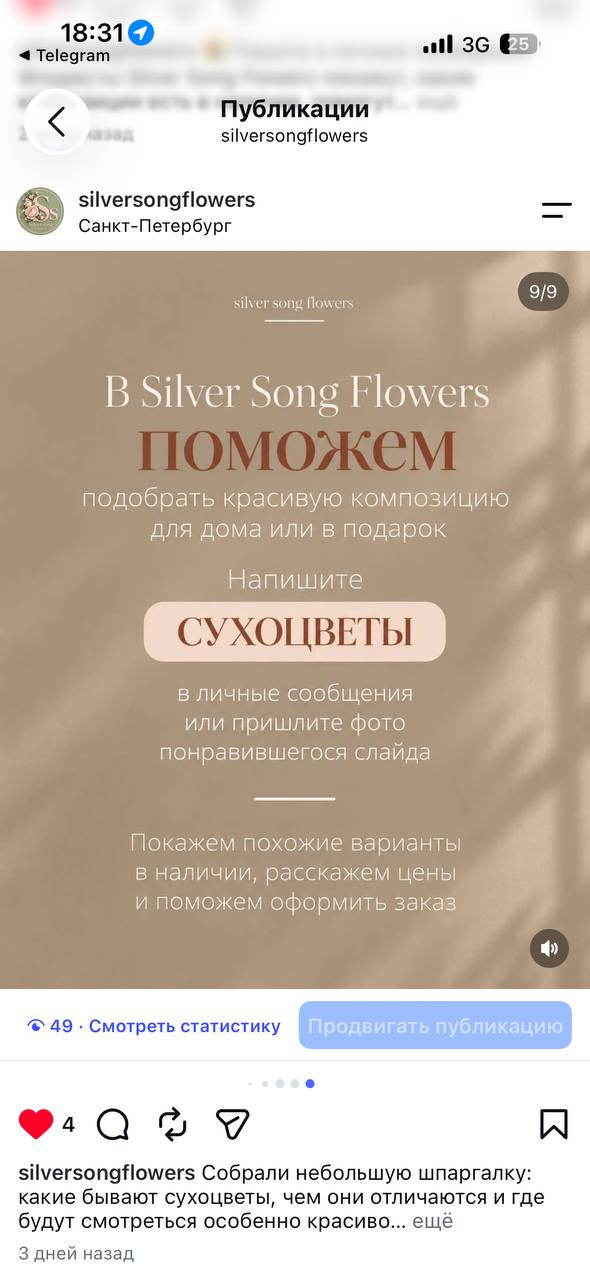 18:31
3G
25
Telegram
Публикации
silversongflowers
silversongflowers
Санкт-Петербург
9/9
silver song flowers
В Silver Song Flowers
ПОМОЖЕМ
подобрать красивую композицию
для дома или в подарок
Напишите
СУХОЦВЕТЫ
в личные сообщения
или пришлите фото
понравившегося слайда
Покажем похожие варианты
в наличии, расскажем цены
и поможем оформить заказ
49 · Смотреть статистику
Продвигать публикацию
4
silversongflowers Собрали небольшую шпаргалку:
какие бывают сухоцветы, чем они отличаются и где
будут смотреться особенно красиво... ещё
3 дней назад